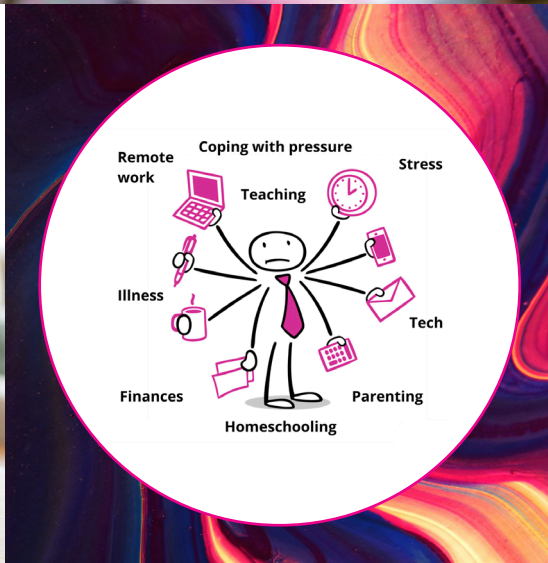 Coping with pressure
Remote
work
Stress
Teaching
Illness
Tech
Finances
Parenting
Homeschooling